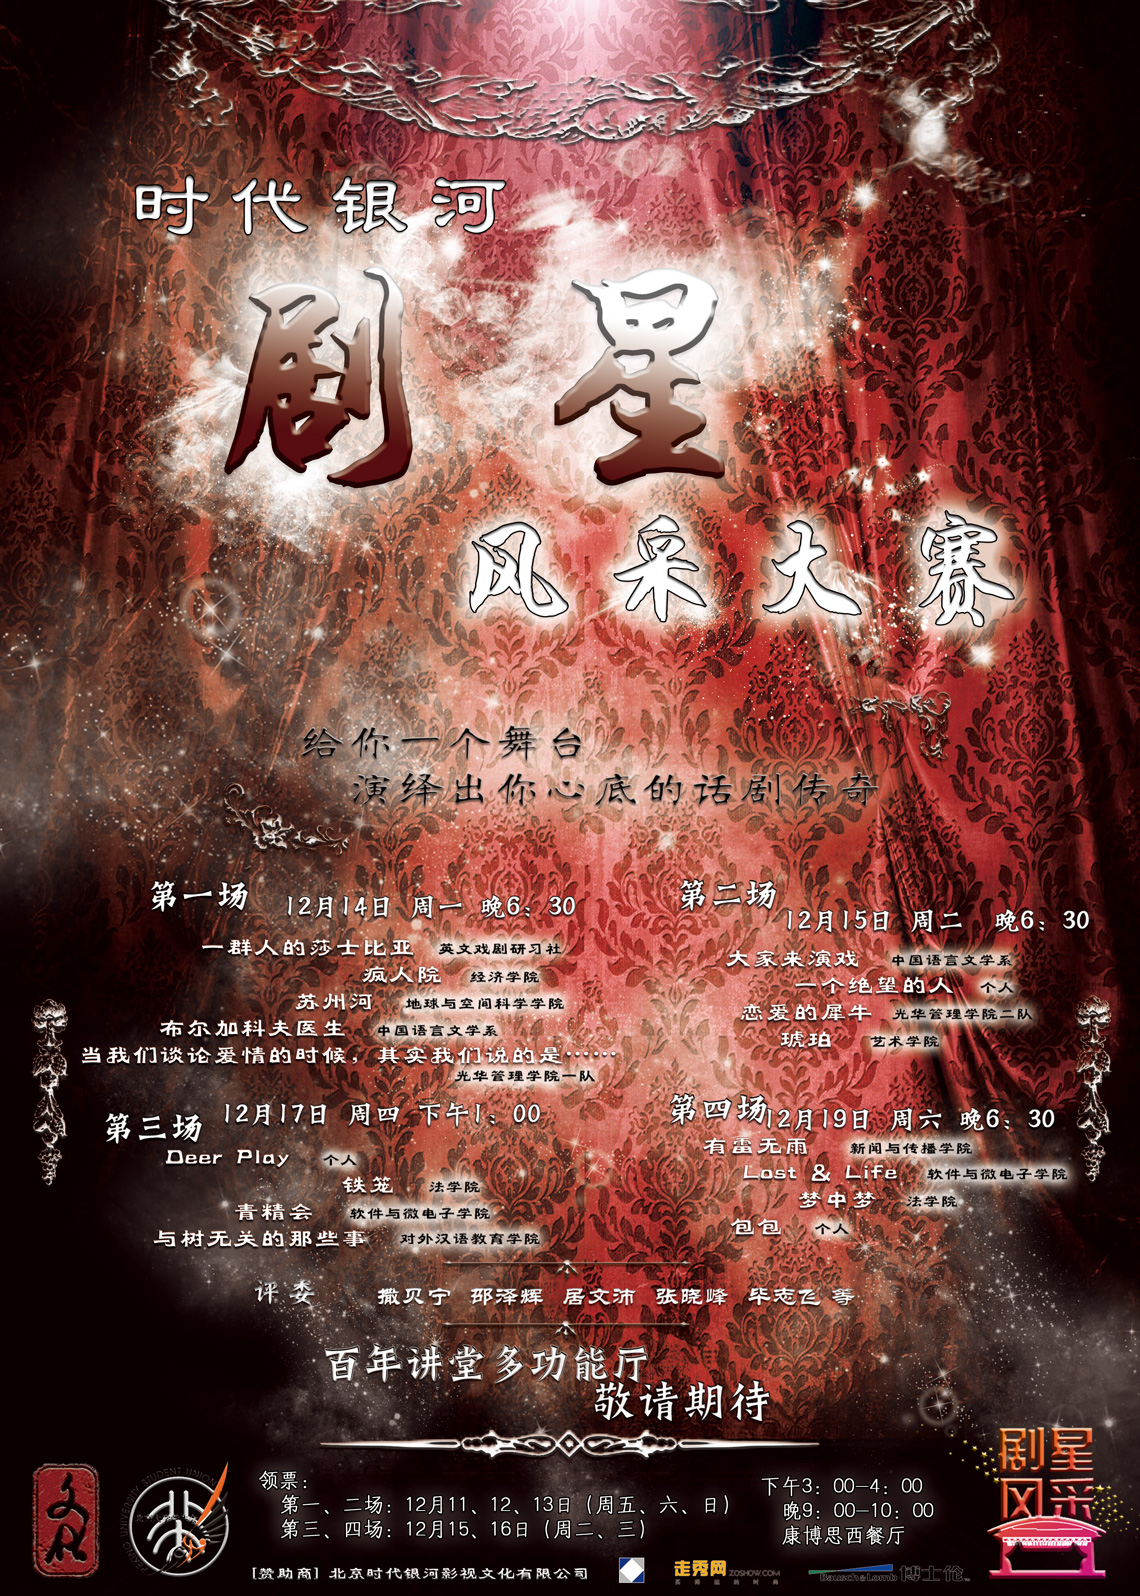 时代银河
剧星
风采大赛
给你一个舞台
演绎出你心底的话剧传奇
第一场 12月14日 周一 晚6：30
一群人的莎士比亚 英文戏剧研习社
疯人院 经济学院
苏州河 地球与空间科学学院
布尔加科夫医生 中国语言文学系
当我们谈论爱情的时候，其实我们说的是……
光华管理学院一队
第二场
12月15日 周二 晚6：30
大家来演戏 中国语言文学系
一个绝望的人 个人
恋爱的犀牛 光华管理学院二队
琥珀 艺术学院
第三场 12月17日 周四 下午1：00
Deer Play 个人
铁笼 法学院
青精会 软件与微电子学院
与树无关的那些事 对外汉语教育学院
第四场 12月19日 周六 晚6：30
有雷无雨 新闻与传播学院
Lost & Life 软件与微电子学院
梦中梦 法学院
包包 个人
评委 撒贝宁 邵泽辉 居文沛 张晓峰 毕志飞 等
百年讲堂多功能厅
敬请期待
领票：
第一、二场：12月11、12、13日（周五、六、日）
第三、四场：12月15、16日（周二、三）
下午3：00—4：00
晚9：00—10：00
康博思西餐厅
[赞助商] 北京时代银河影视文化有限公司
走秀网 ZOSHOW.COM
Bausch & Lomb 博士伦
剧星
风采